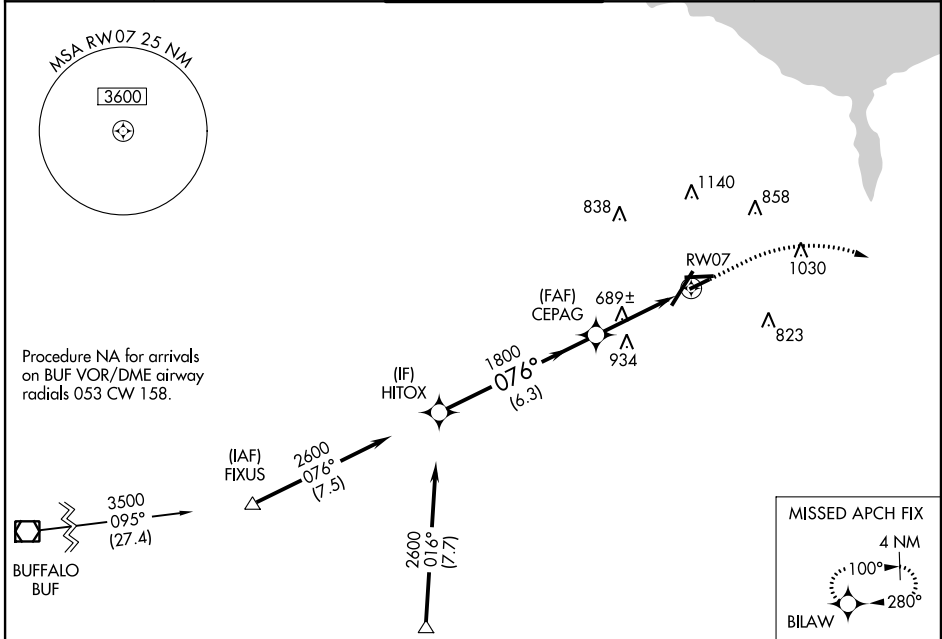 MSA RW07 25 NM
3600
1140
838
858
RW07
1030
(FAF)
CEPAG
689±
934
823
Procedure NA for arrivals
on BUF VOR/DME airway
radials 053 CW 158.
(IF)
HITOX
1800
076°
(6.3)
(IAF)
FIXUS
2600
076°
(7.5)
3500
095°
(27.4)
BUFFALO
BUF
2600
016°
(7.7)
MISSED APCH FIX
4 NM
100°
280°
BILAW